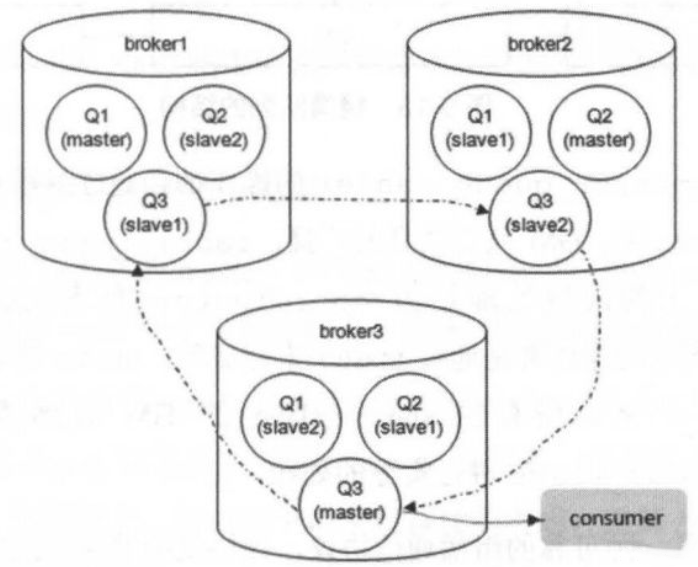 broker1
broker2
Q1
(master)
Q2
(slave2)
Q3
(slave1)
Q1
(slave1)
Q2
(master)
Q3
(slave2)
broker3
Q1
(slave2)
Q2
(slave1)
Q3
(master)
consumer